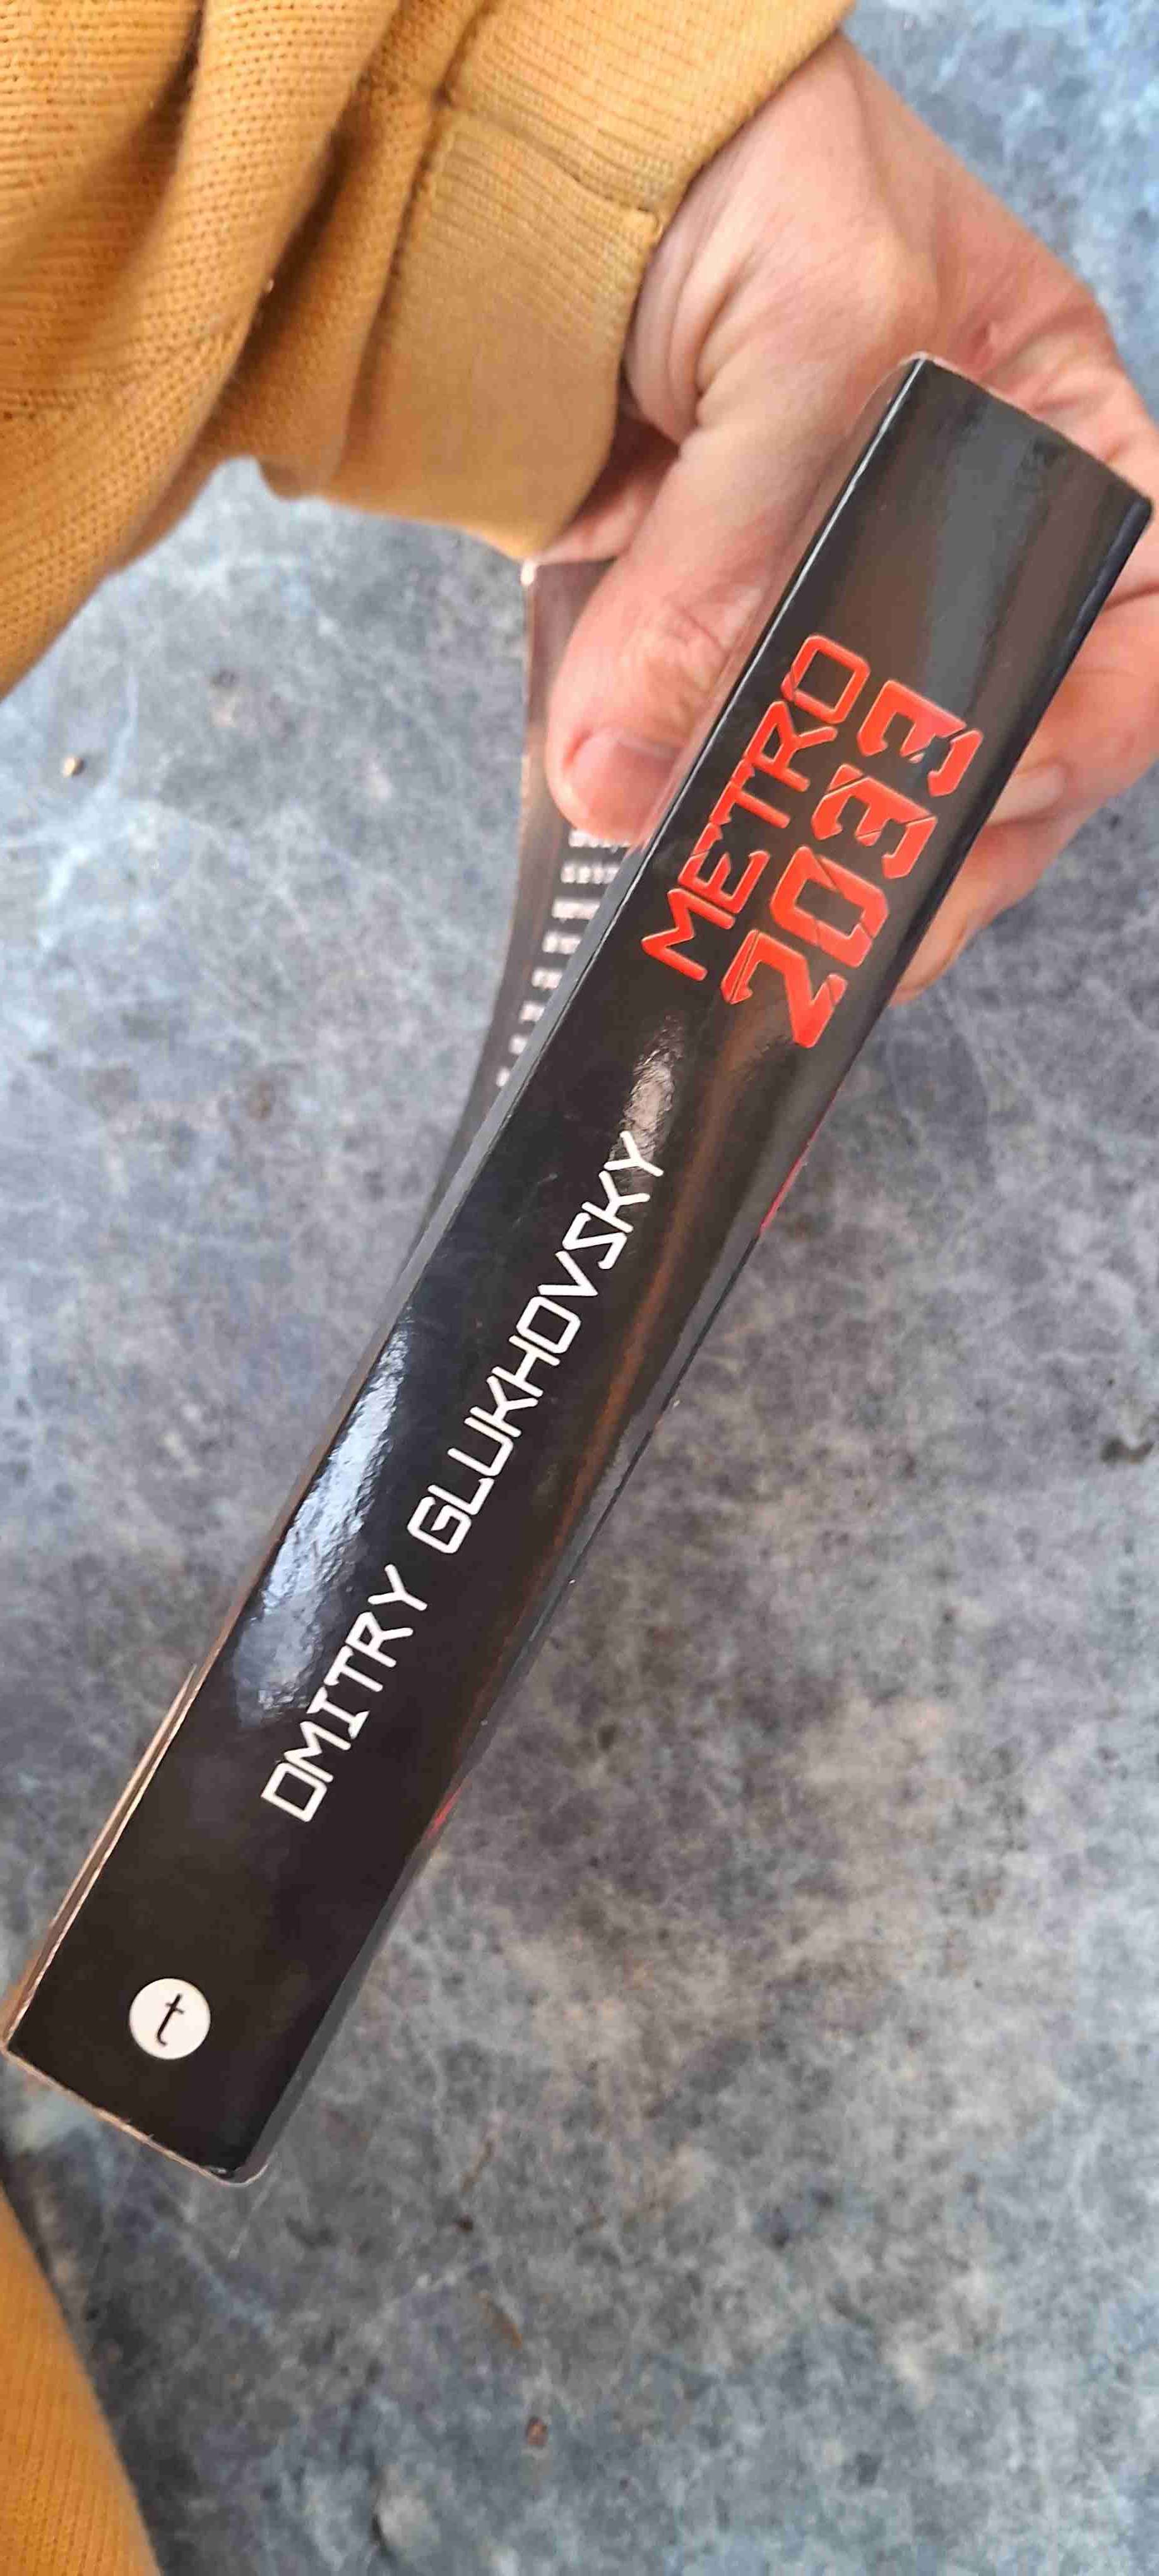 METRO
2033
DMITRY GLUKHOVSKY
t